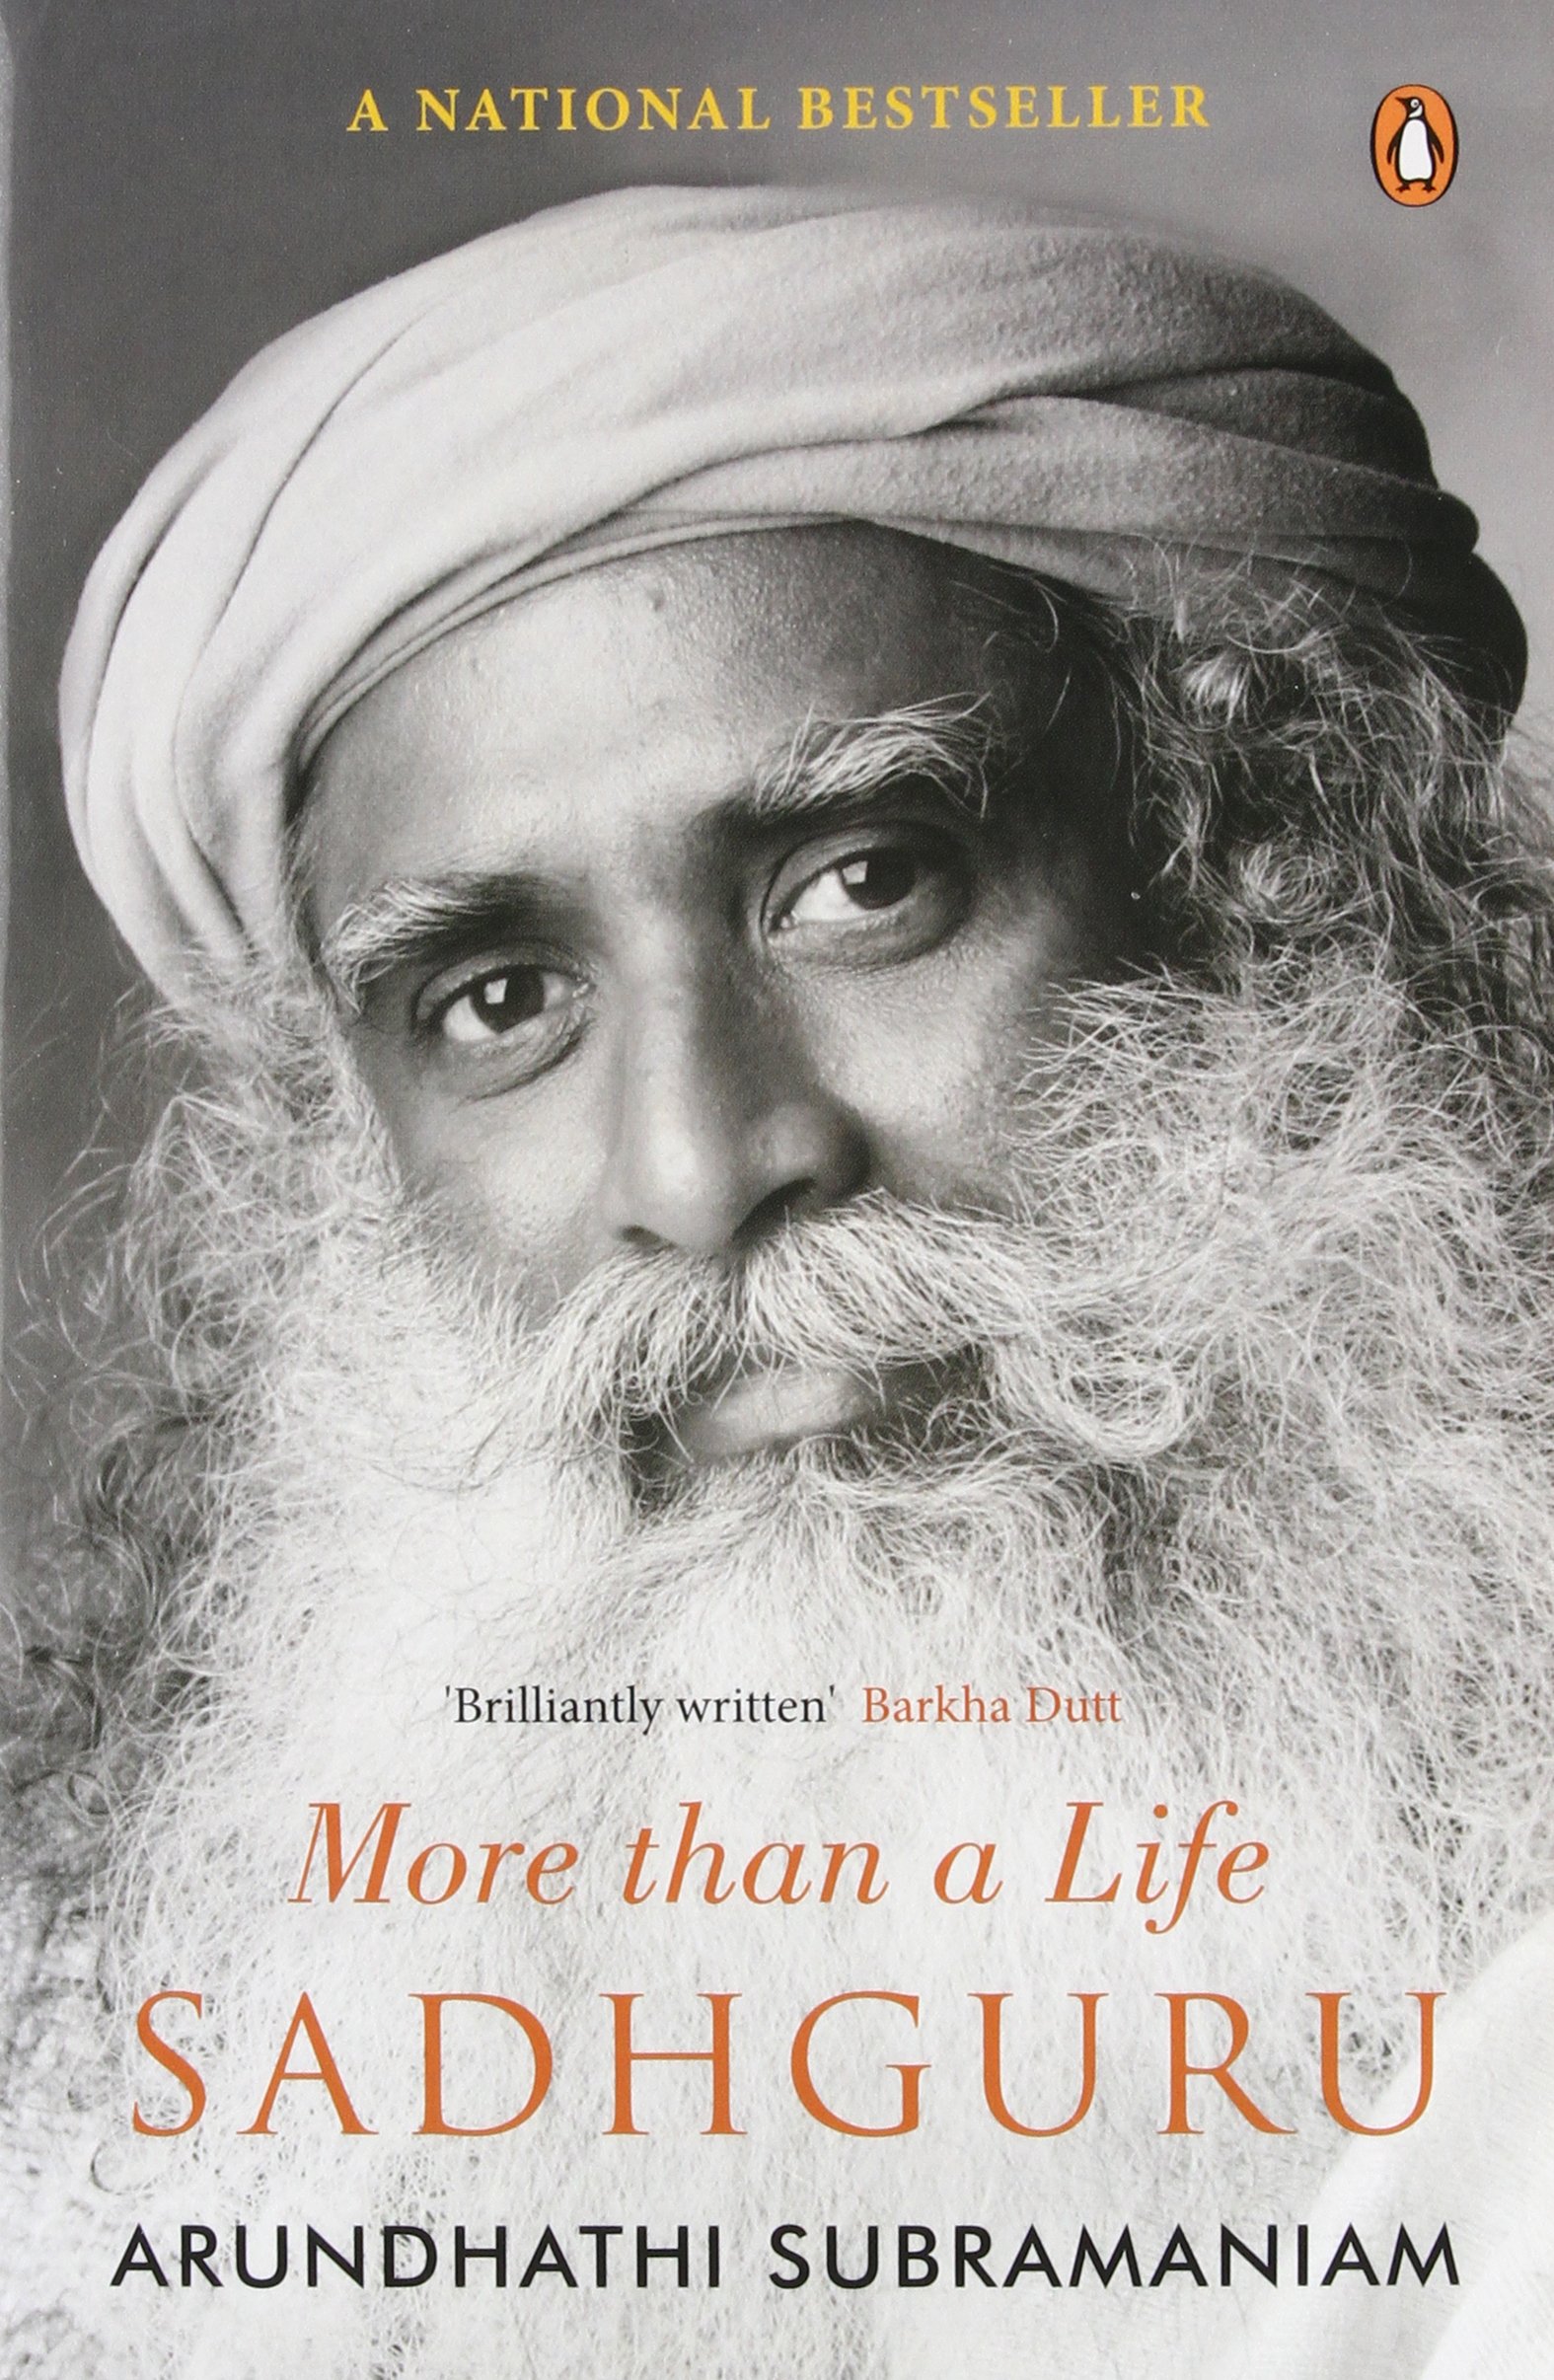 A NATIONAL BESTSELLER
'Brilliantly written' Barkha Dutt
More than a Life
SADHGURU
ARUNDHATHI SUBRAMANIAM